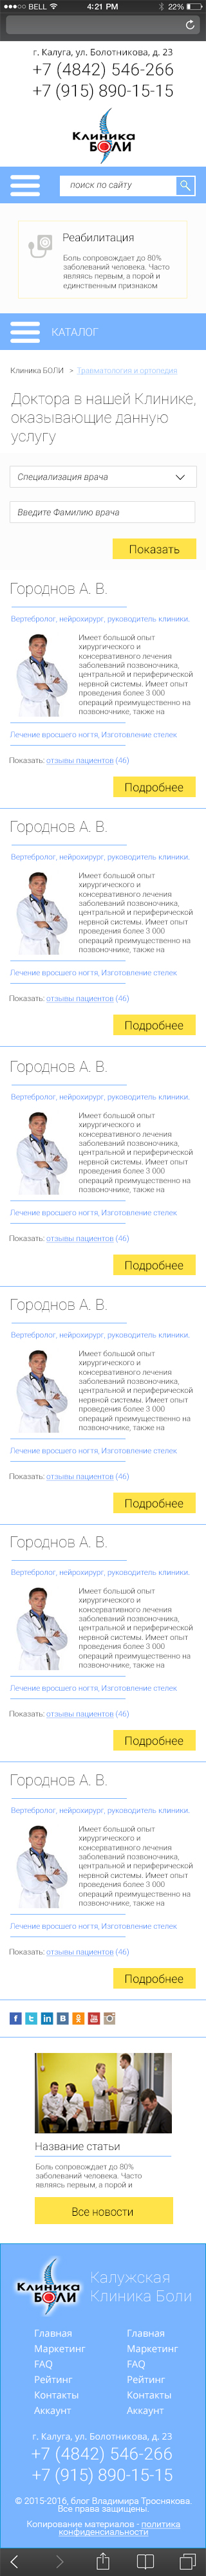 BELL 4:21 PM 22%
г. Калуга, ул. Болотникова, д. 23
+7 (4842) 546-266
+7 (915) 890-15-15
Клиника
БОЛИ
поиск по сайту
Реабилитация
Боль сопровождает до 80%
заболеваний человека. Часто
являясь первым, а порой и
единственным признаком
КАТАЛОГ
Клиника БОЛИ > Травматология и ортопедия
Доктора в нашей Клинике,
оказывающие данную
услугу
Специализация врача
Введите Фамилию врача
Показать
Городнов А. В.
Вертебролог, нейрохирург, руководитель клиники.
Имеет большой опыт
хирургического и
консервативного лечения
заболеваний позвоночника,
центральной и периферической
нервной системы. Имеет опыт
проведения более 3 000
операций преимущественно на
позвоночнике, также на
Лечение вросшего ногтя, Изготовление стелек
Показать: отзывы пациентов (46)
Подробнее
Городнов А. В.
Вертебролог, нейрохирург, руководитель клиники.
Имеет большой опыт
хирургического и
консервативного лечения
заболеваний позвоночника,
центральной и периферической
нервной системы. Имеет опыт
проведения более 3 000
операций преимущественно на
позвоночнике, также на
Лечение вросшего ногтя, Изготовление стелек
Показать: отзывы пациентов (46)
Подробнее
Городнов А. В.
Вертебролог, нейрохирург, руководитель клиники.
Имеет большой опыт
хирургического и
консервативного лечения
заболеваний позвоночника,
центральной и периферической
нервной системы. Имеет опыт
проведения более 3 000
операций преимущественно на
позвоночнике, также на
Лечение вросшего ногтя, Изготовление стелек
Показать: отзывы пациентов (46)
Подробнее
Городнов А. В.
Вертебролог, нейрохирург, руководитель клиники.
Имеет большой опыт
хирургического и
консервативного лечения
заболеваний позвоночника,
центральной и периферической
нервной системы. Имеет опыт
проведения более 3 000
операций преимущественно на
позвоночнике, также на
Лечение вросшего ногтя, Изготовление стелек
Показать: отзывы пациентов (46)
Подробнее
Городнов А. В.
Вертебролог, нейрохирург, руководитель клиники.
Имеет большой опыт
хирургического и
консервативного лечения
заболеваний позвоночника,
центральной и периферической
нервной системы. Имеет опыт
проведения более 3 000
операций преимущественно на
позвоночнике, также на
Лечение вросшего ногтя, Изготовление стелек
Показать: отзывы пациентов (46)
Подробнее
Городнов А. В.
Вертебролог, нейрохирург, руководитель клиники.
Имеет большой опыт
хирургического и
консервативного лечения
заболеваний позвоночника,
центральной и периферической
нервной системы. Имеет опыт
проведения более 3 000
операций преимущественно на
позвоночнике, также на
Лечение вросшего ногтя, Изготовление стелек
Показать: отзывы пациентов (46)
Подробнее
Название статьи
Боль сопровождает до 80%
заболеваний человека. Часто
являясь первым, а порой и
Все новости
Клиника
БОЛИ
Калужская
Клиника Боли
Главная Главная
Маркетинг Маркетинг
FAQ FAQ
Рейтинг Рейтинг
Контакты Контакты
Аккаунт Аккаунт
г. Калуга, ул. Болотникова, д. 23
+7 (4842) 546-266
+7 (915) 890-15-15
© 2015-2016, блог Владимира Троснякова.
Все права защищены.
Копирование материалов - политика
конфиденсиальности